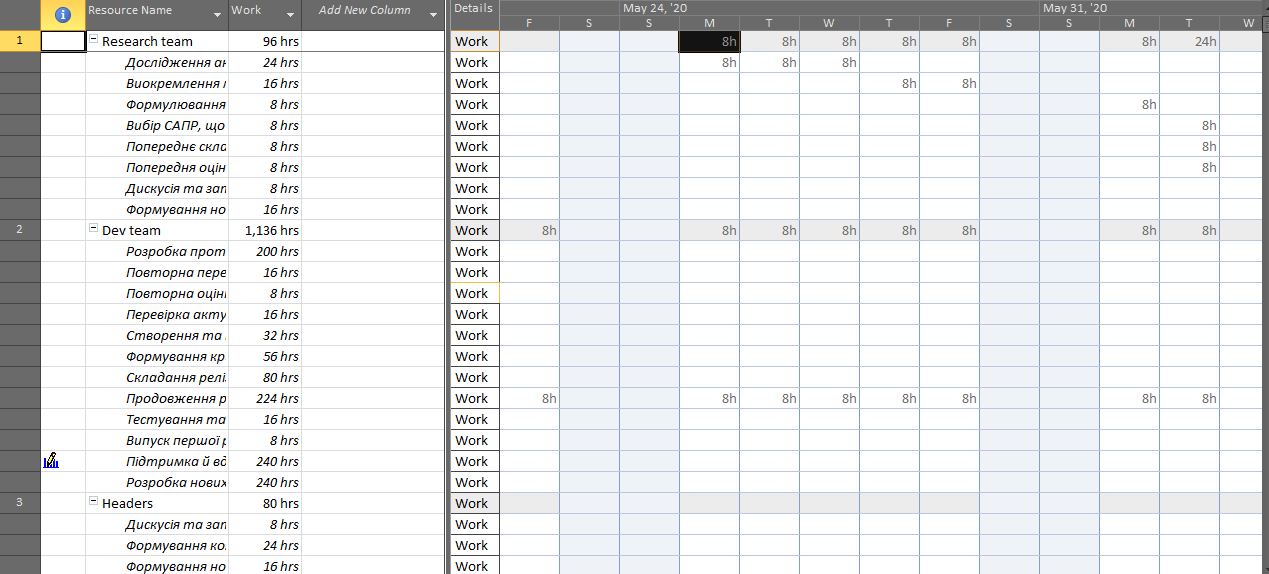 Resource Name Work Add New Column Details May 24, '20 May 31, '20
F S S M T W T F S S M T W
1 Research team 96 hrs Work 8h 8h 8h 8h 8h 8h 24h
Дослідження 24 hrs Work 8h 8h 8h
Виокремлення 16 hrs Work 8h 8h
Формулювання 8 hrs Work 8h
Вибір САПР, що 8 hrs Work 8h
Попереднє скла 8 hrs Work 8h
Попередня оцін 8 hrs Work 8h
Дискусія та зат 8 hrs Work
Формування но 16 hrs Work
2 Dev team 1,136 hrs Work 8h 8h 8h 8h 8h 8h 8h 8h
Розробка прот 200 hrs Work
Повторна пере 16 hrs Work
Повторна оцін 8 hrs Work
Перевірка акту 16 hrs Work
Створення та 32 hrs Work
Формування кр 56 hrs Work
Складання релі 80 hrs Work
Продовження р 224 hrs Work 8h 8h 8h 8h 8h 8h 8h 8h
Тестування та 16 hrs Work
Випуск першої р 8 hrs Work
Підтримка й вд 240 hrs Work
Розробка нових 240 hrs Work
3 Headers 80 hrs Work
Дискусія та зат 8 hrs Work
Формування ко 24 hrs Work
Формування но 16 hrs Work